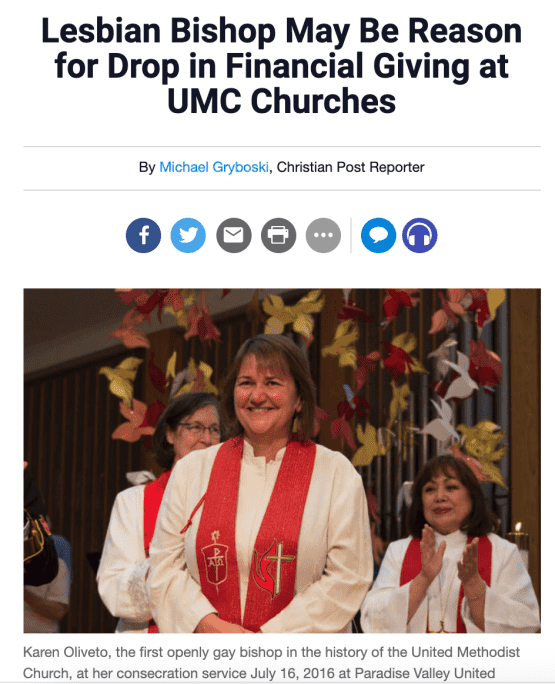 Lesbian Bishop May Be Reason
for Drop in Financial Giving at
UMC Churches
By Michael Gryboski, Christian Post Reporter
Karen Oliveto, the first openly gay bishop in the history of the United Methodist
Church, at her consecration service July 16, 2016 at Paradise Valley United